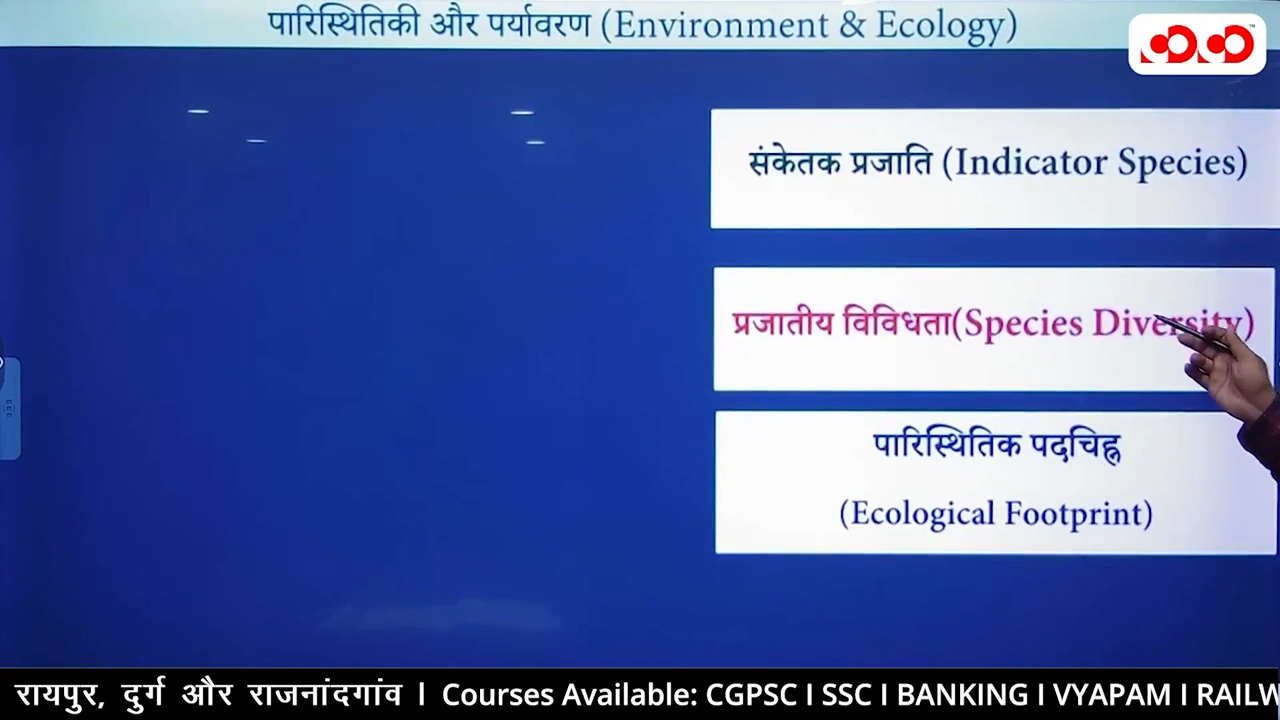 पारिस्थितिकी और पर्यावरण (Environment & Ecology)
संकेतक प्रजाति (Indicator Species)
प्रजातीय विविधता(Species Diversity)
पारिस्थितिक पदचिह्न
(Ecological Footprint)
रायपुर, दुर्ग और राजनांदगांव । Courses Available: CGPSC I SSC I BANKING I VYAPAM I RAILW